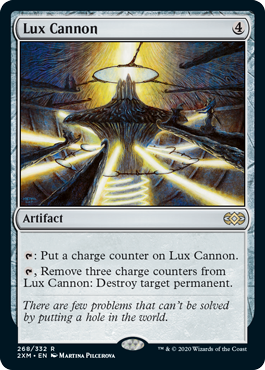 Lux Cannon 4
Artifact
: Put a charge counter on Lux Cannon.
, Remove three charge counters from
Lux Cannon: Destroy target permanent.
There are few problems that can't be solved
by putting a hole in the world.
268/332 R
2XM • EN Martina Pilcerova
™ & © 2020 Wizards of the Coast